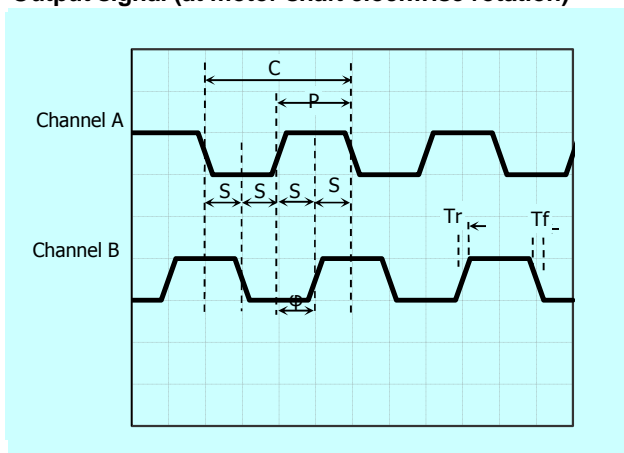 Output signal (at motor shaft clockwise rotation)
C
P
Channel A
S S S S
Tr Tf
Channel B
φ